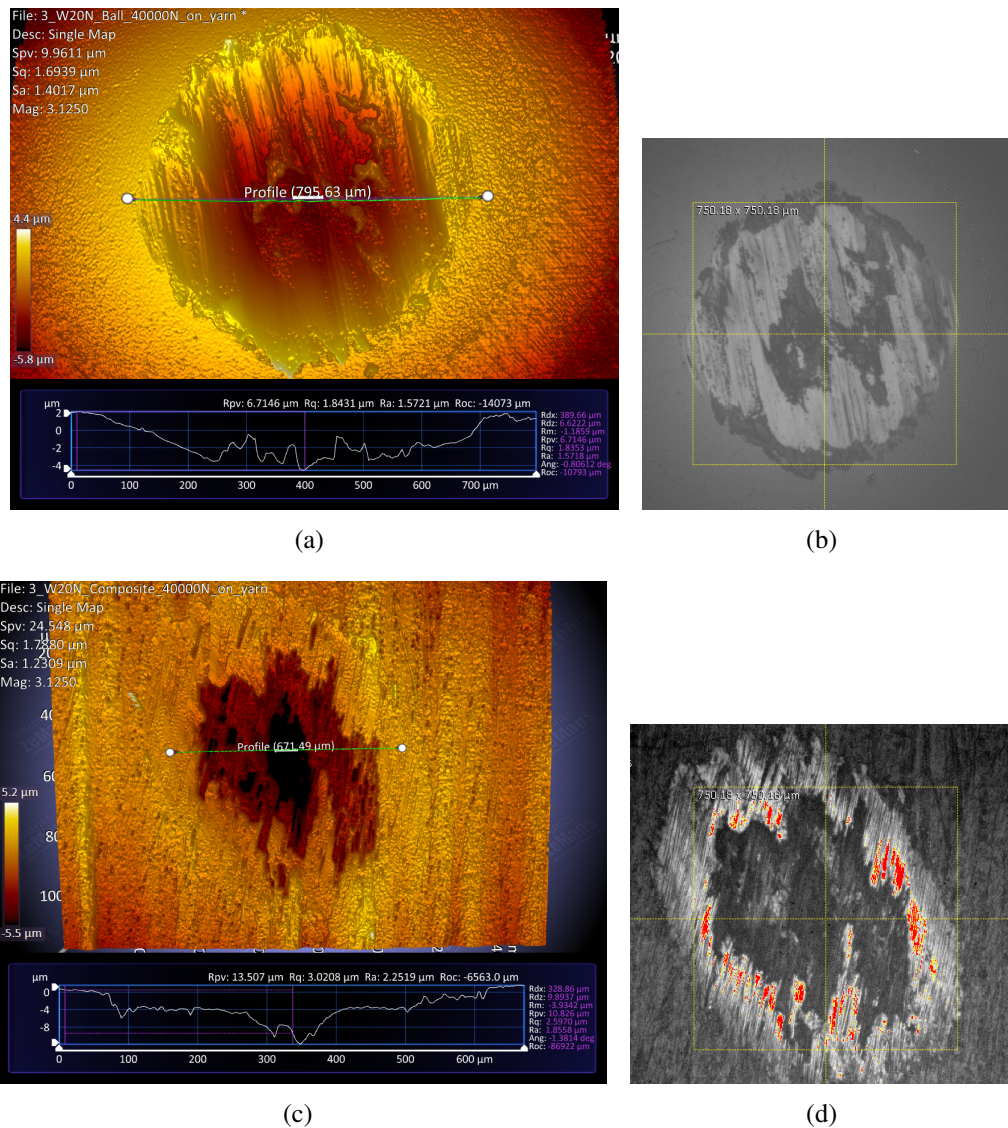 File: 3_W20N_Ball_40000N_on_yarn *
Desc: Single Map
Spv: 9.9611 µm
Sq: 1.6939 µm
Sa: 1.4017 µm
Mag: 3.1250
Profile (795.63 µm)
4.4 µm
-5.8 µm
µm Rpv: 6.7146 µm Rq: 1.8431 µm Ra: 1.5721 µm Roc: -14073 µm
2
0
-2
-4
0 100 200 300 400 500 600 700 µm
Rdx: 389.66 µm
Rdz: 6.6222 µm
Rm: -1.1859 µm
Rpv: 6.7146 µm
Rq: 1.8353 µm
Ra: 1.5718 µm
Ang: -0.80612 deg
Roc: -10793 µm
750.18 x 750.18 µm
(a)
(b)
File: 3_W20N_Composite_40000N_on_yarn
Desc: Single Map
Spv: 24.548 µm
Sq: 1.7880 µm
Sa: 1.2309 µm
Mag: 3.1250
40
60
80
100
Profile (671.49 µm)
5.2 µm
-5.5 µm
µm Rpv: 13.507 µm Rq: 3.0208 µm Ra: 2.2519 µm Roc: -6563.0 µm
0
-4
-8
0 100 200 300 400 500 600 µm
Rdx: 328.86 µm
Rdz: 9.8937 µm
Rm: -3.9342 µm
Rpv: 10.826 µm
Rq: 2.5970 µm
Ra: 1.8558 µm
Ang: -1.3814 deg
Roc: -86922 µm
750.18 x 750.18 µm
(c)
(d)